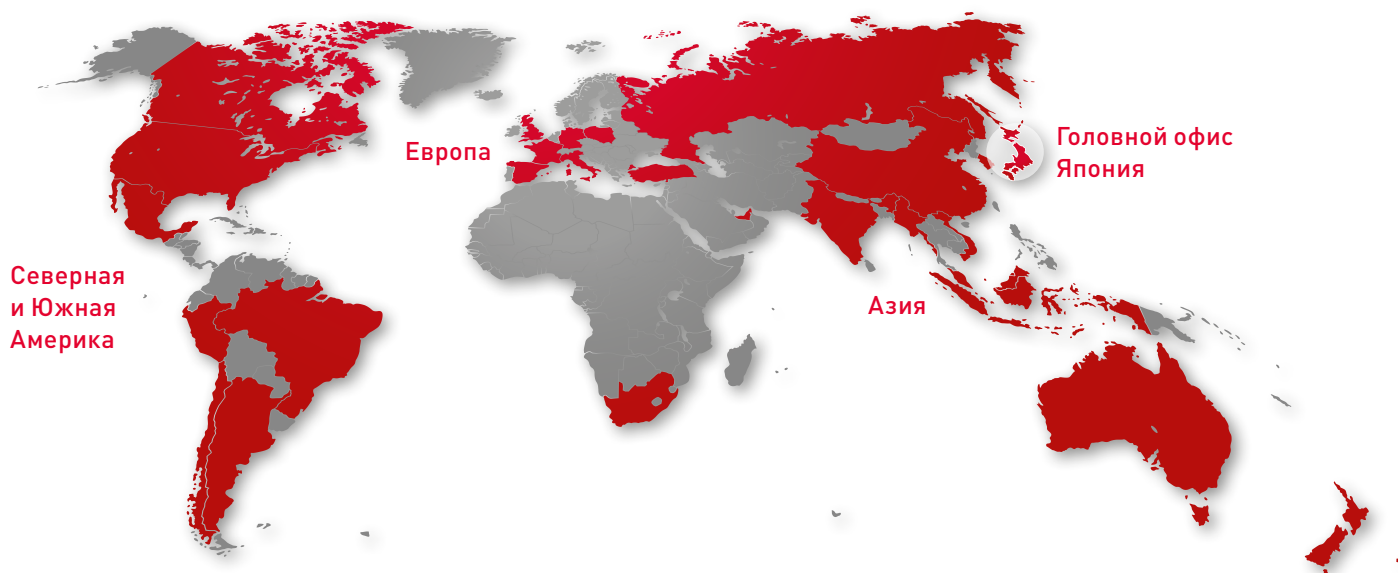 Европа
Головной офис
Япония
Северная
и Южная
Америка
Азия